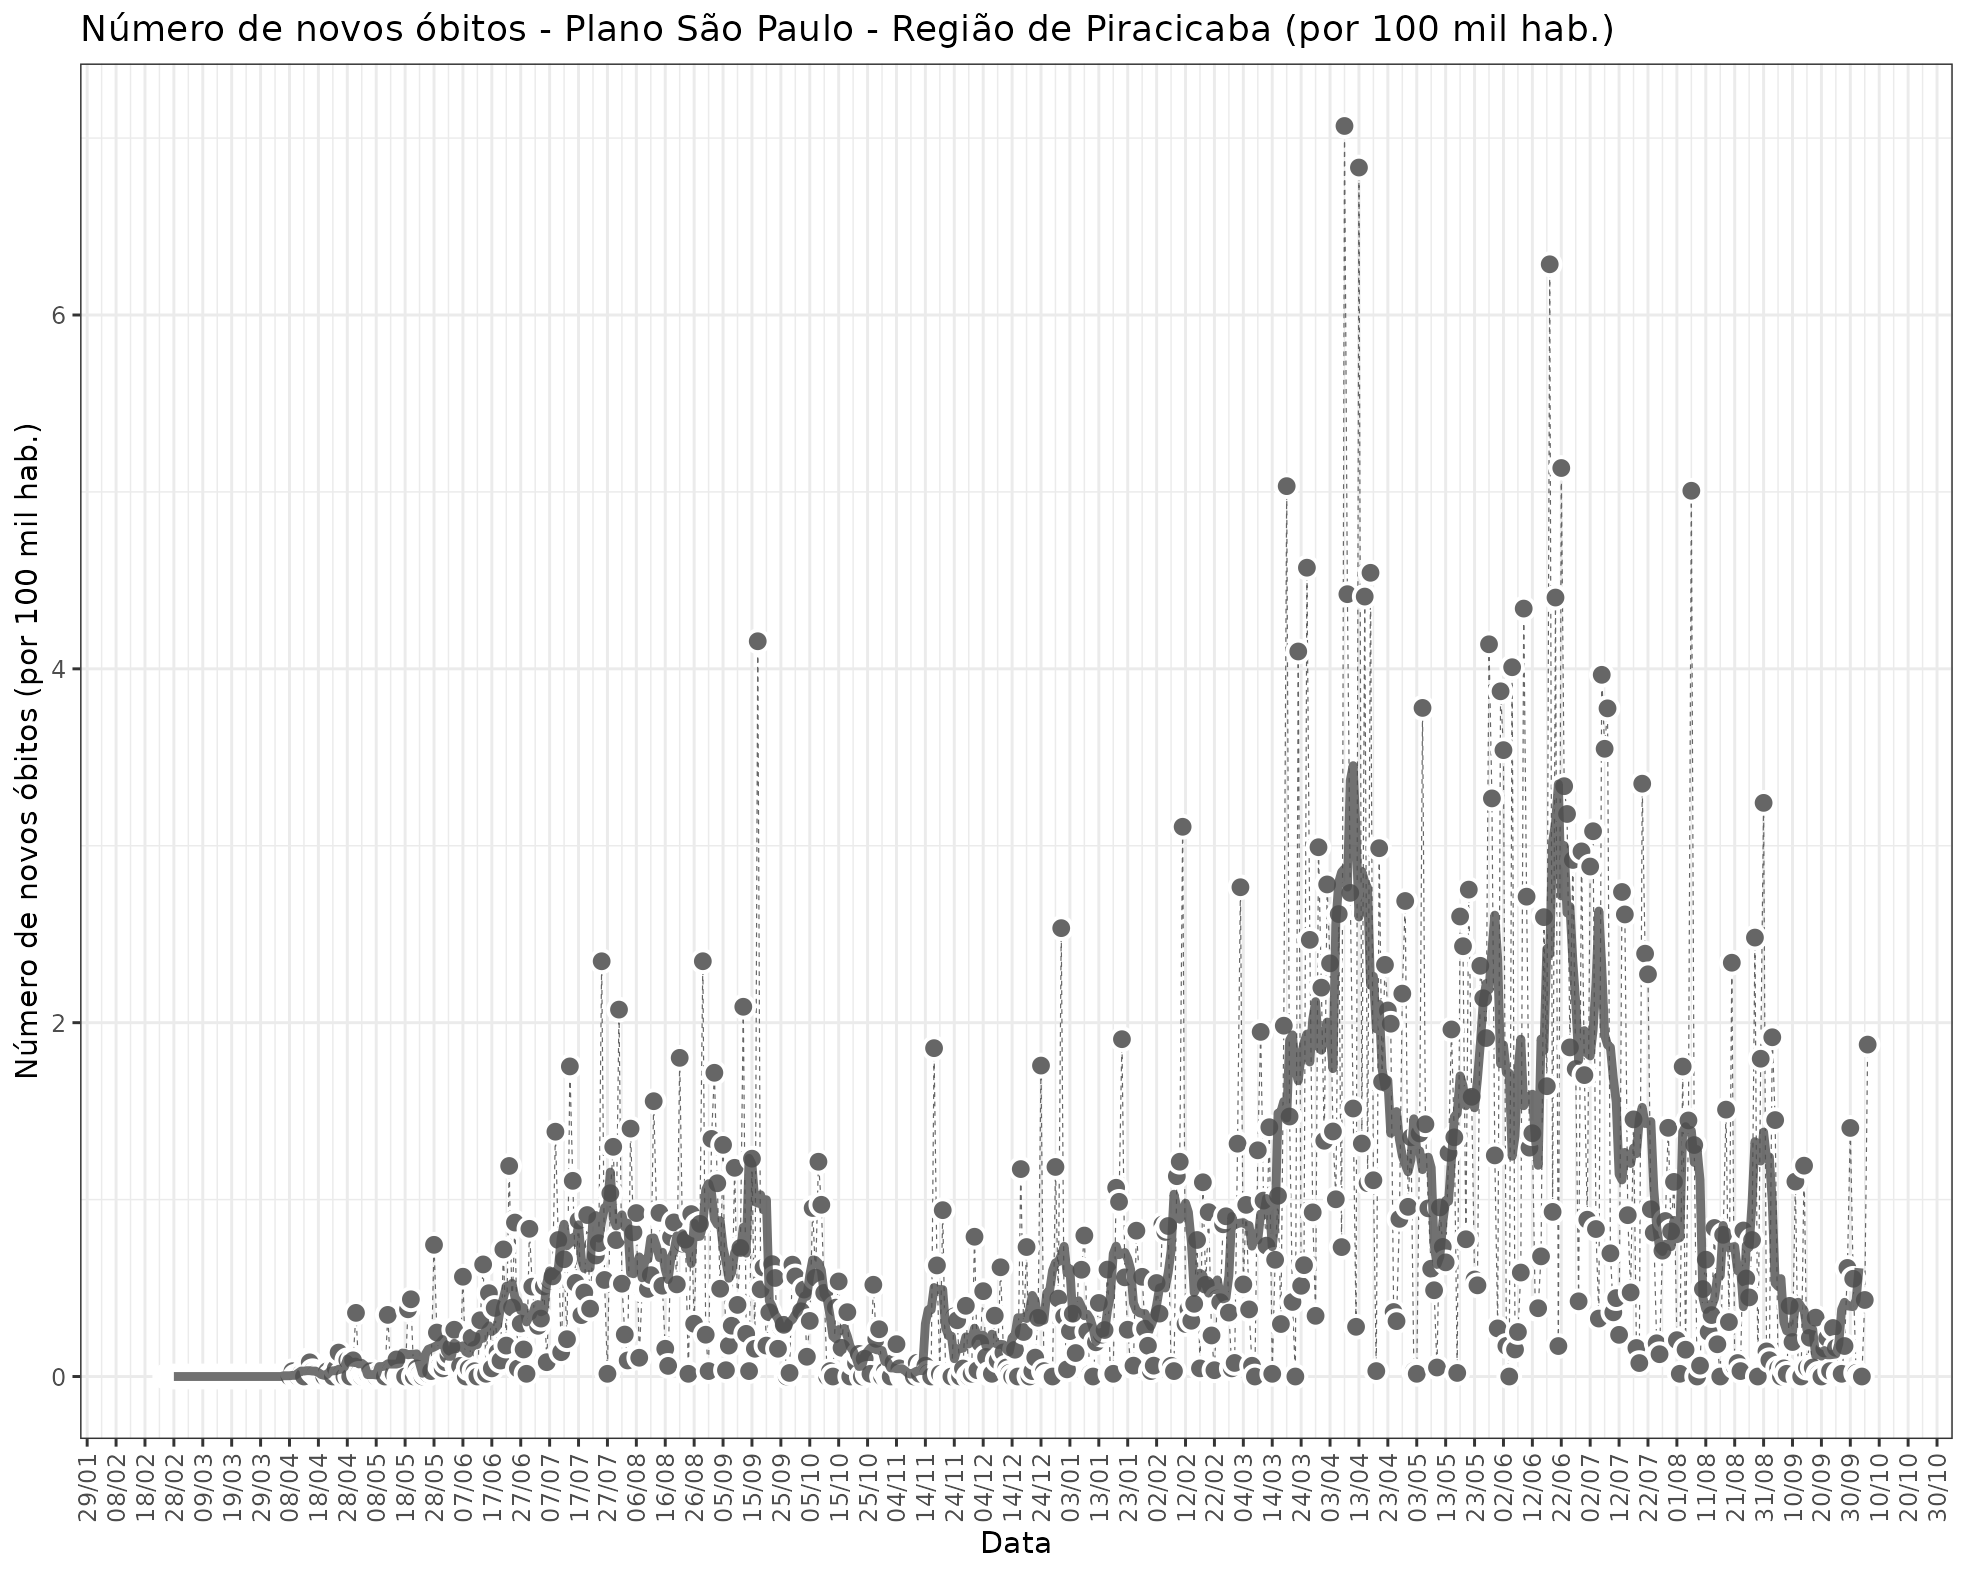 Número de novos óbitos - Plano São Paulo - Região de Piracicaba (por 100 mil hab.)
Número de novos óbitos (por 100 mil hab.)
6
4
2
0
29/01 08/02 18/02 28/02 09/03 19/03 29/03 08/04 18/04 28/04 08/05 18/05 28/05 07/06 17/06 27/06 07/07 17/07 27/07 06/08 16/08 26/08 05/09 15/09 25/09 05/10 15/10 25/10 04/11 14/11 24/11 04/12 14/12 24/12 03/01 13/01 23/01 02/02 12/02 22/02 04/03 14/03 24/03 03/04 13/04 23/04 03/05 13/05 23/05 02/06 12/06 22/06 02/07 12/07 22/07 01/08 11/08 21/08 31/08 10/09 20/09 30/09 10/10 20/10 30/10
Data